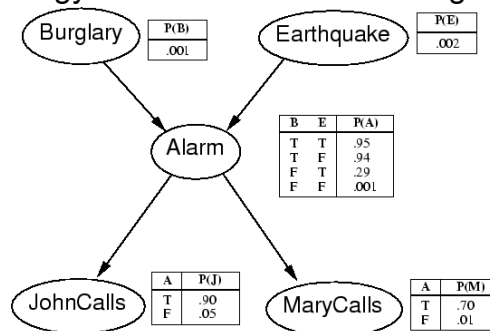 Burglary
P(B)
.001
Earthquake
P(E)
.002
Alarm
B E P(A)
T T .95
T F .94
F T .29
F F .001
JohnCalls
A P(J)
T .90
F .05
MaryCalls
A P(M)
T .70
F .01